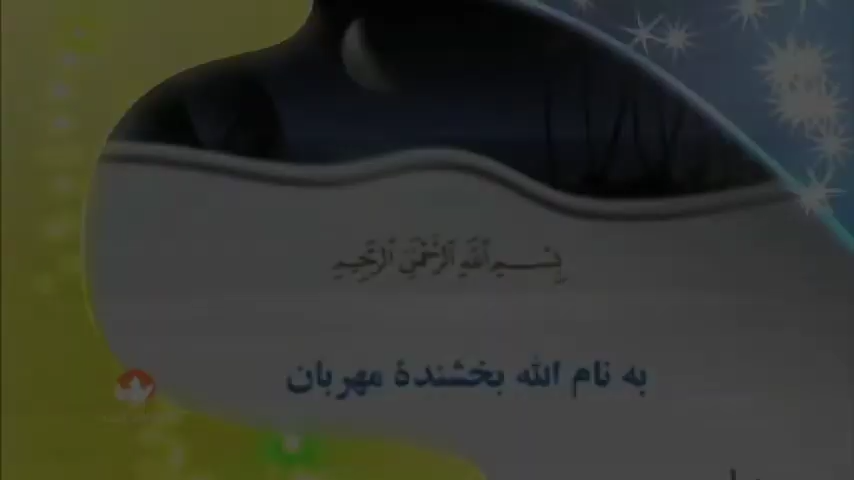 بِسْمِ اللَّهِ الرَّحْمَٰنِ الرَّحِيمِ
به نام الله بخشندهٔ مهربان